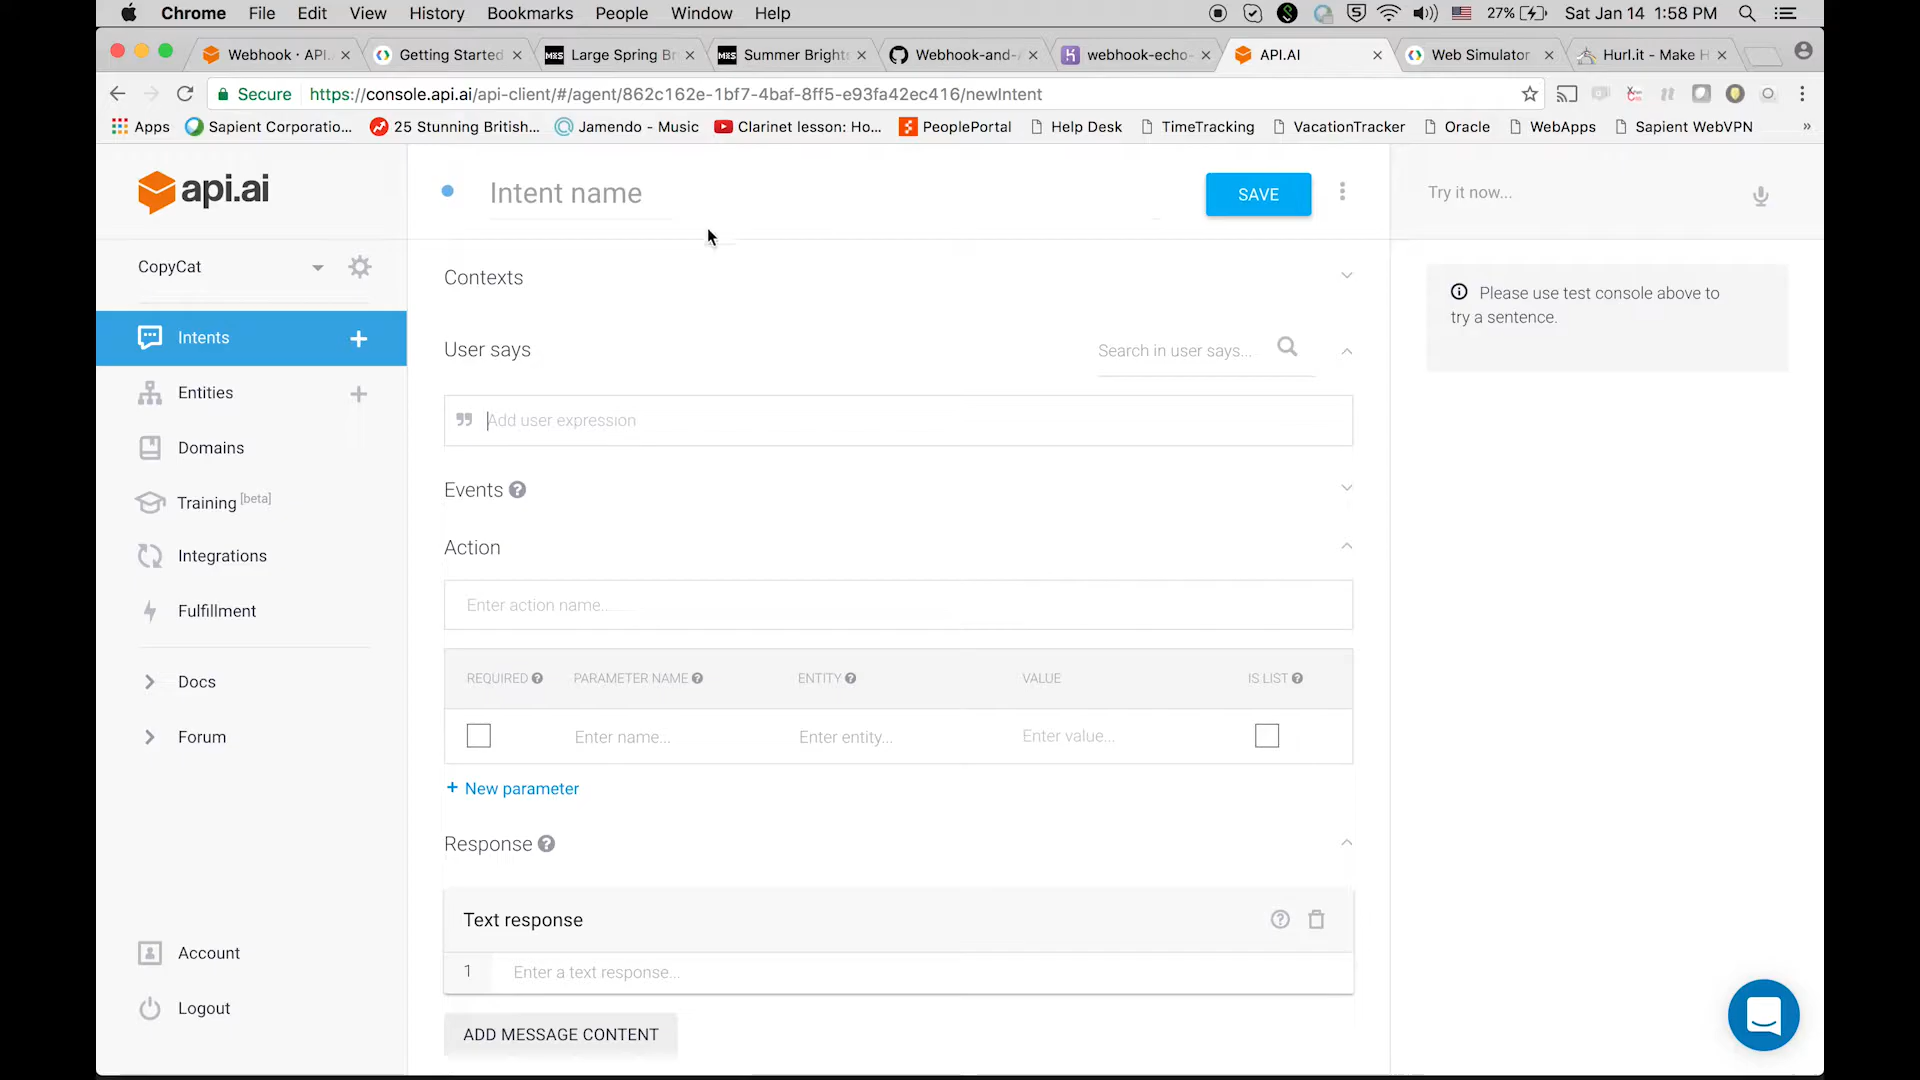 Chrome File Edit View History Bookmarks People Window Help 27% Sat Jan 14 1:58 PM
Webhook · API. Getting Started Large Spring Br Summer Bright Webhook-and- webhook-echo- API.AI Web Simulator Hurl.it - Make H
Secure https://console.api.ai/api-client/#/agent/862c162e-1bf7-4baf-8ff5-e93fa42ec416/newIntent
Apps Sapient Corporatio... 25 Stunning British... Jamendo - Music Clarinet lesson: Ho... PeoplePortal Help Desk TimeTracking VacationTracker Oracle WebApps Sapient WebVPN »
api.ai
Intent name
SAVE
Try it now...
CopyCat
Intents
Entities
Domains
Training [beta]
Integrations
Fulfillment
Docs
Forum
Account
Logout
Contexts
User says
Search in user says...
Add user expression
Events
Action
Enter action name...
REQUIRED PARAMETER NAME ENTITY VALUE IS LIST
Enter name... Enter entity... Enter value...
+ New parameter
Response
Text response
1 Enter a text response...
ADD MESSAGE CONTENT
Please use test console above to
try a sentence.